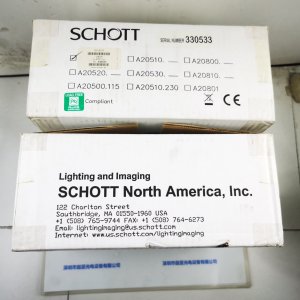 SCHOTT
SERIAL NUMBER 330533
A20510. A20800.
A20520. A20530. A20810.
A20500.115 A20510.230 A20801
Compliant
CE
Lighting and Imaging
SCHOTT North America, Inc.
122 Charlton Street
Southbridge, MA 01550-1960 USA
+1 (508) 765-9744 FAX: +1 (508) 764-6273
Email: lightingimaging@us.schott.com
Internet: www.us.schott.com/lightingimaging